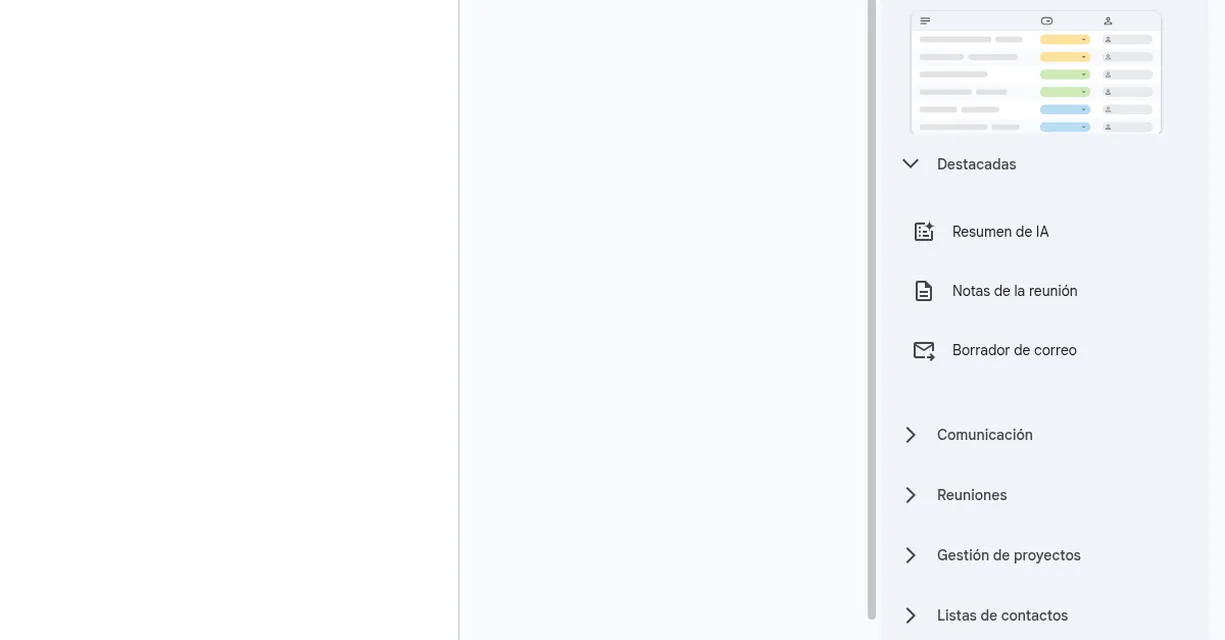 Destacadas
Resumen de IA
Notas de la reunión
Borrador de correo
Comunicación
Reuniones
Gestión de proyectos
Listas de contactos